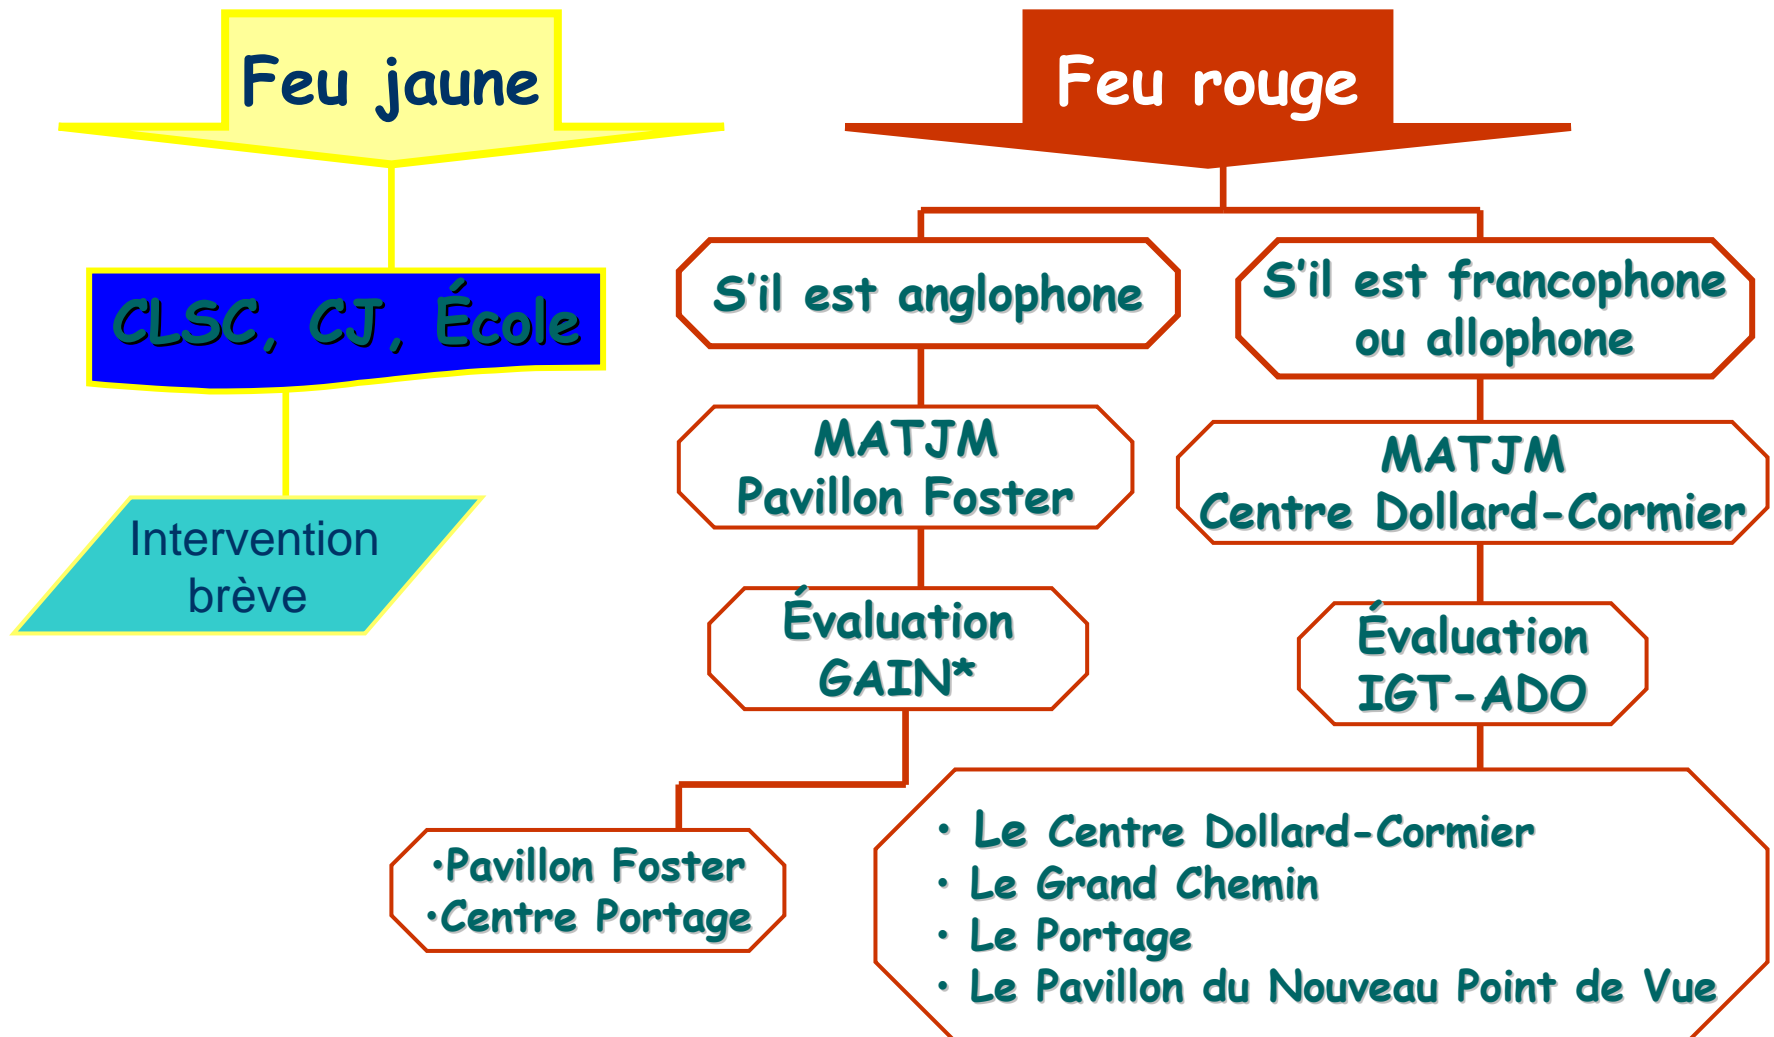 Feu jaune
CLSC, CJ, École
Intervention
brève
Feu rouge
S'il est anglophone
MATJM
Pavillon Foster
Évaluation
GAIN*
•Pavillon Foster
•Centre Portage
S'il est francophone
ou allophone
MATJM
Centre Dollard-Cormier
Évaluation
IGT-ADO
• Le Centre Dollard-Cormier
• Le Grand Chemin
• Le Portage
• Le Pavillon du Nouveau Point de Vue